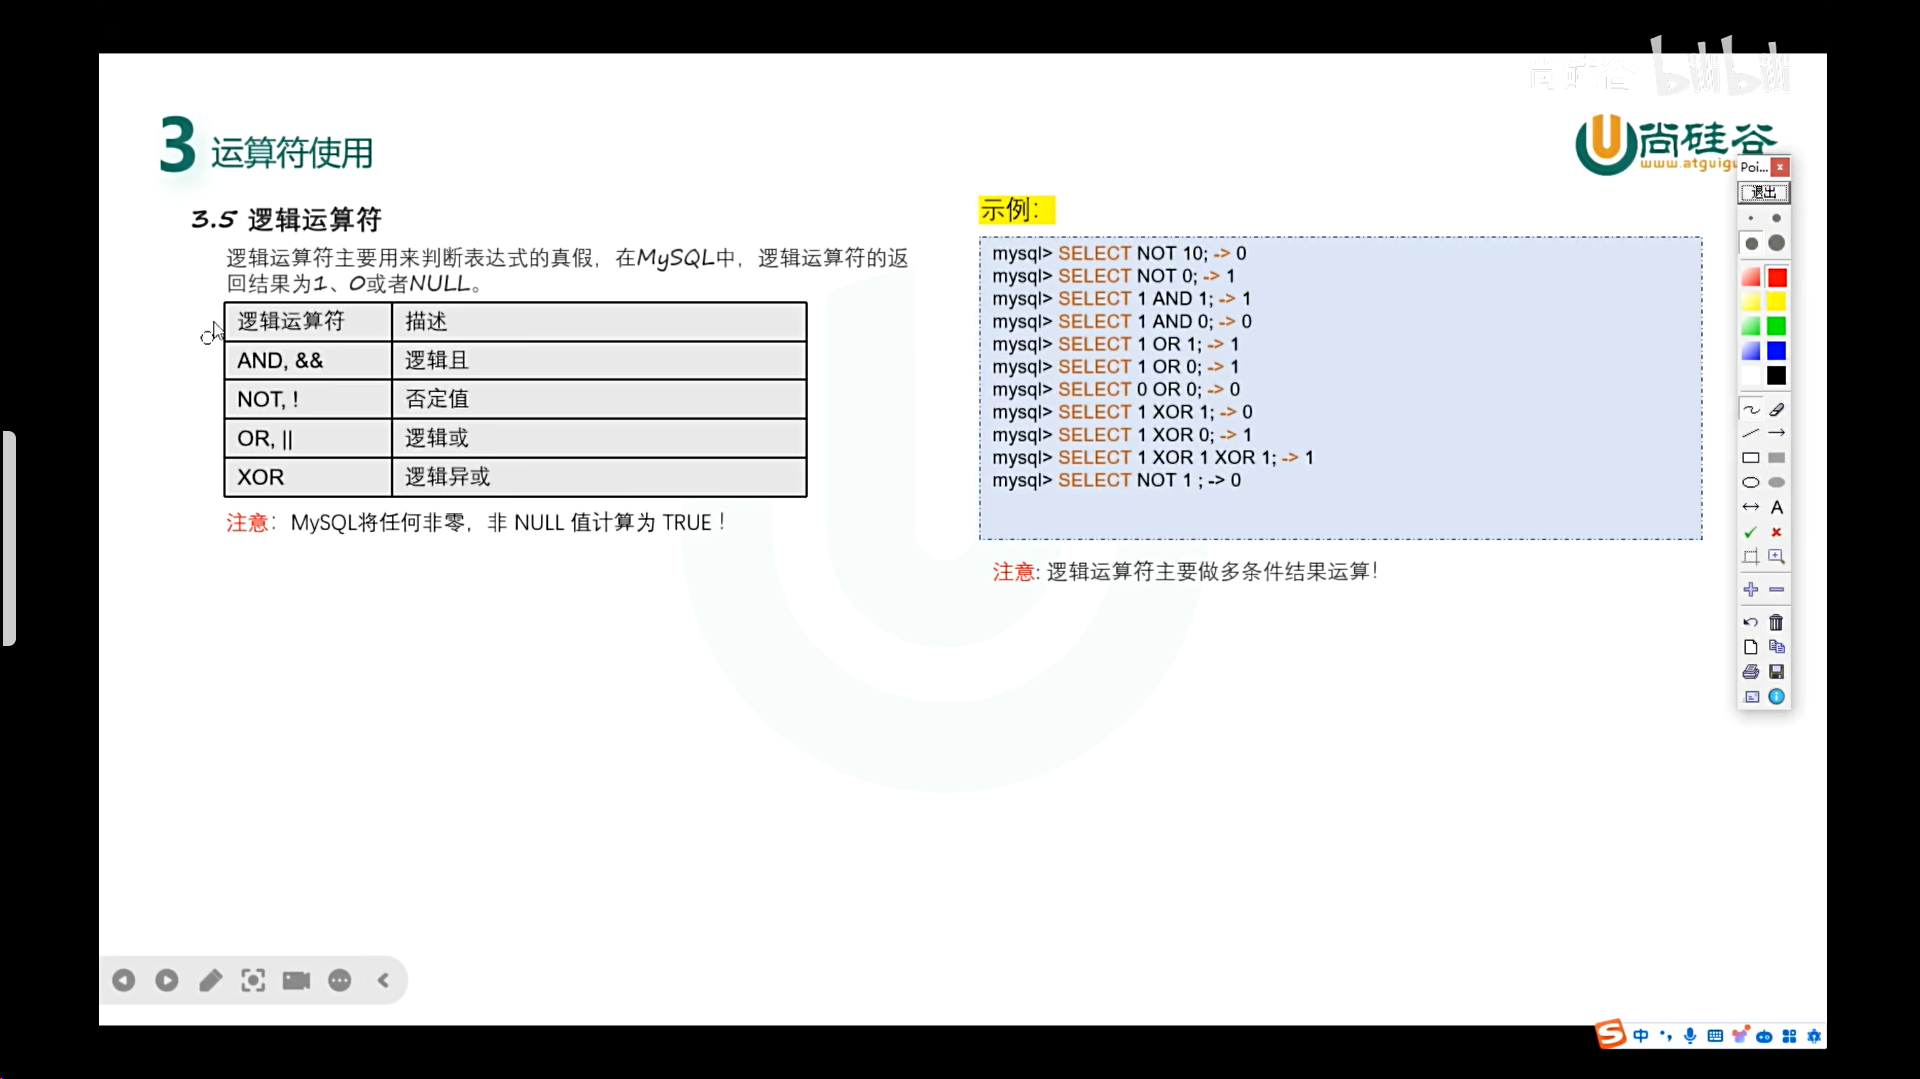 尚硅谷 bilibili
3 运算符使用
尚硅谷
www.atguigu
Poi...
退出
3.5 逻辑运算符
逻辑运算符主要用来判断表达式的真假，在MySQL中，逻辑运算符的返
回结果为1、0或者NULL。
逻辑运算符 描述
AND, && 逻辑且
NOT, ! 否定值
OR, || 逻辑或
XOR 逻辑异或
注意：MySQL将任何非零，非 NULL 值计算为 TRUE！
示例：
mysql> SELECT NOT 10; -> 0
mysql> SELECT NOT 0; -> 1
mysql> SELECT 1 AND 1; -> 1
mysql> SELECT 1 AND 0; -> 0
mysql> SELECT 1 OR 1; -> 1
mysql> SELECT 1 OR 0; -> 1
mysql> SELECT 0 OR 0; -> 0
mysql> SELECT 1 XOR 1; -> 0
mysql> SELECT 1 XOR 0; -> 1
mysql> SELECT 1 XOR 1 XOR 1; -> 1
mysql> SELECT NOT 1 ; -> 0
注意: 逻辑运算符主要做多条件结果运算！
A
中